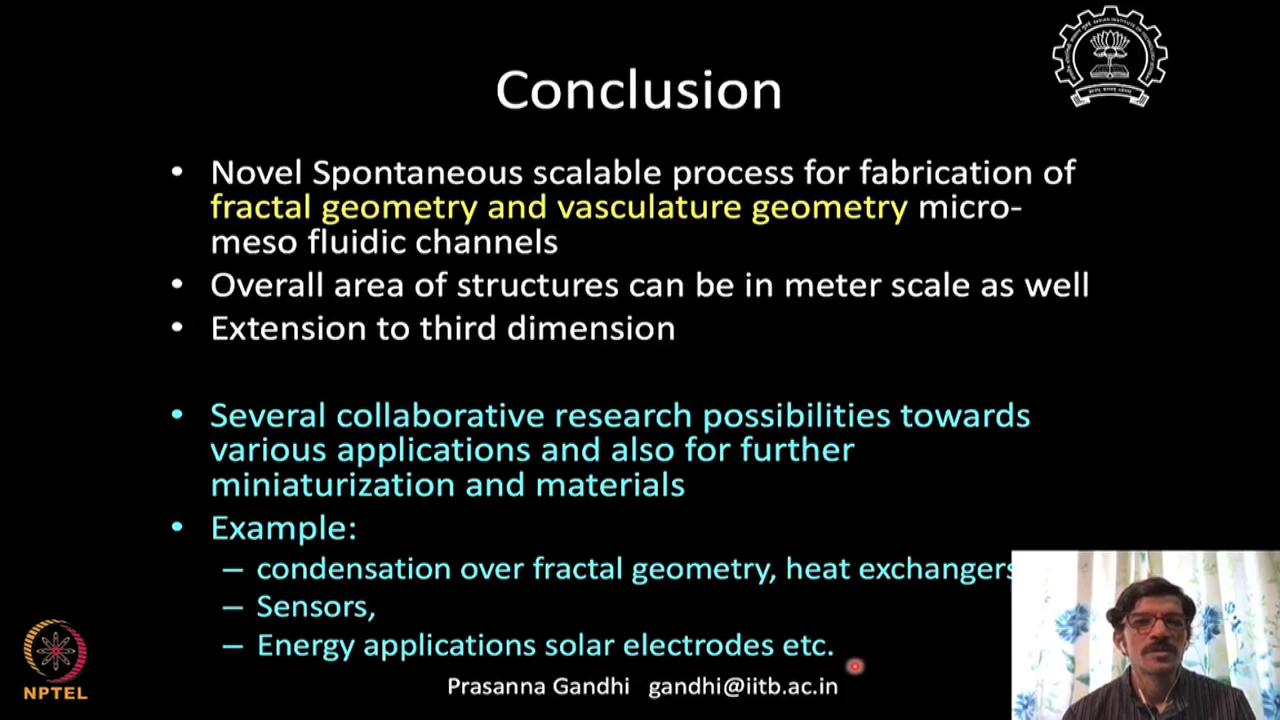 Conclusion
• Novel Spontaneous scalable process for fabrication of
fractal geometry and vasculature geometry micro-
meso fluidic channels
• Overall area of structures can be in meter scale as well
• Extension to third dimension
• Several collaborative research possibilities towards
various applications and also for further
miniaturization and materials
• Example:
– condensation over fractal geometry, heat exchangers
– Sensors,
– Energy applications solar electrodes etc.
Prasanna Gandhi gandhi@iitb.ac.in
NPTEL